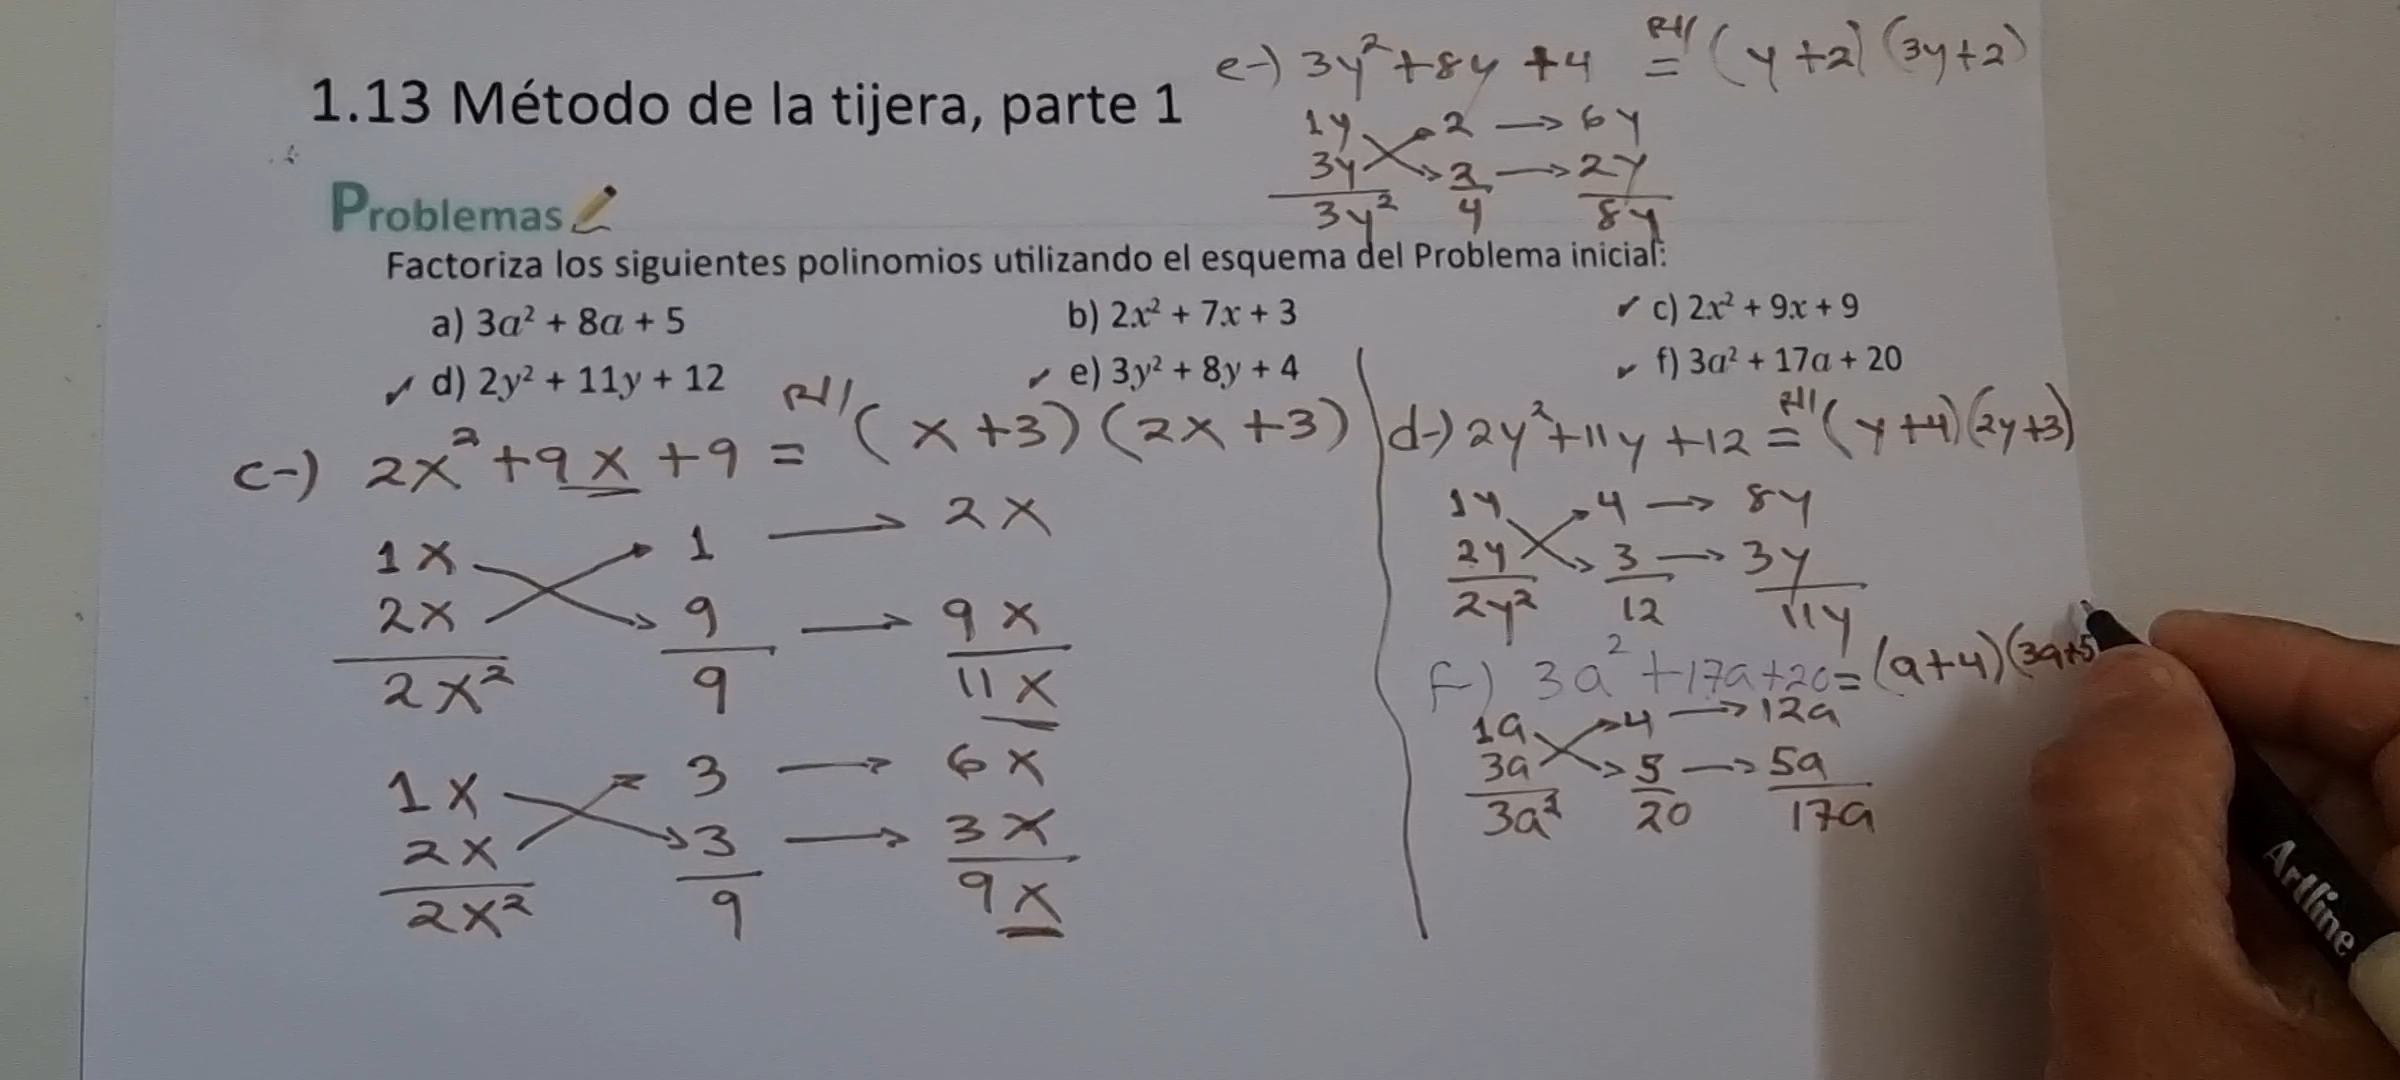 e-) 3y² + 8y + 4 = R// (y + 2) (3y + 2)
1y 2 → 6y
3y 2 → 2y
3y² 4 8y
1.13 Método de la tijera, parte 1
Problemas
Factoriza los siguientes polinomios utilizando el esquema del Problema inicial:
a) 3a² + 8a + 5 b) 2x² + 7x + 3 ✓ c) 2x² + 9x + 9
✓ d) 2y² + 11y + 12 ✓ e) 3y² + 8y + 4 ✓ f) 3a² + 17a + 20
c-) 2x² + 9x + 9 = R// (x + 3) (2x + 3)
1x 1 → 2x
2x 9 → 9x
2x² 9 11x
1x 3 → 6x
2x 3 → 3x
2x² 9 9x
d-) 2y² + 11y + 12 = R// (y + 4) (2y + 3)
1y 4 → 8y
2y 3 → 3y
2y² 12 11y
f-) 3a² + 17a + 20 = (a + 4) (3a + 5
1a 4 → 12a
3a 5 → 5a
3a² 20 17a
Artline